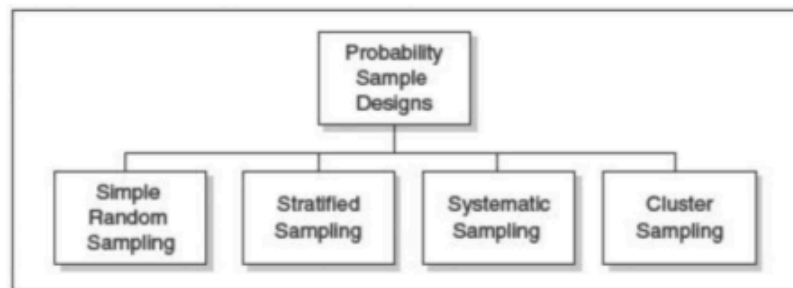 Probability
Sample
Designs
Simple
Random
Sampling
Stratified
Sampling
Systematic
Sampling
Cluster
Sampling